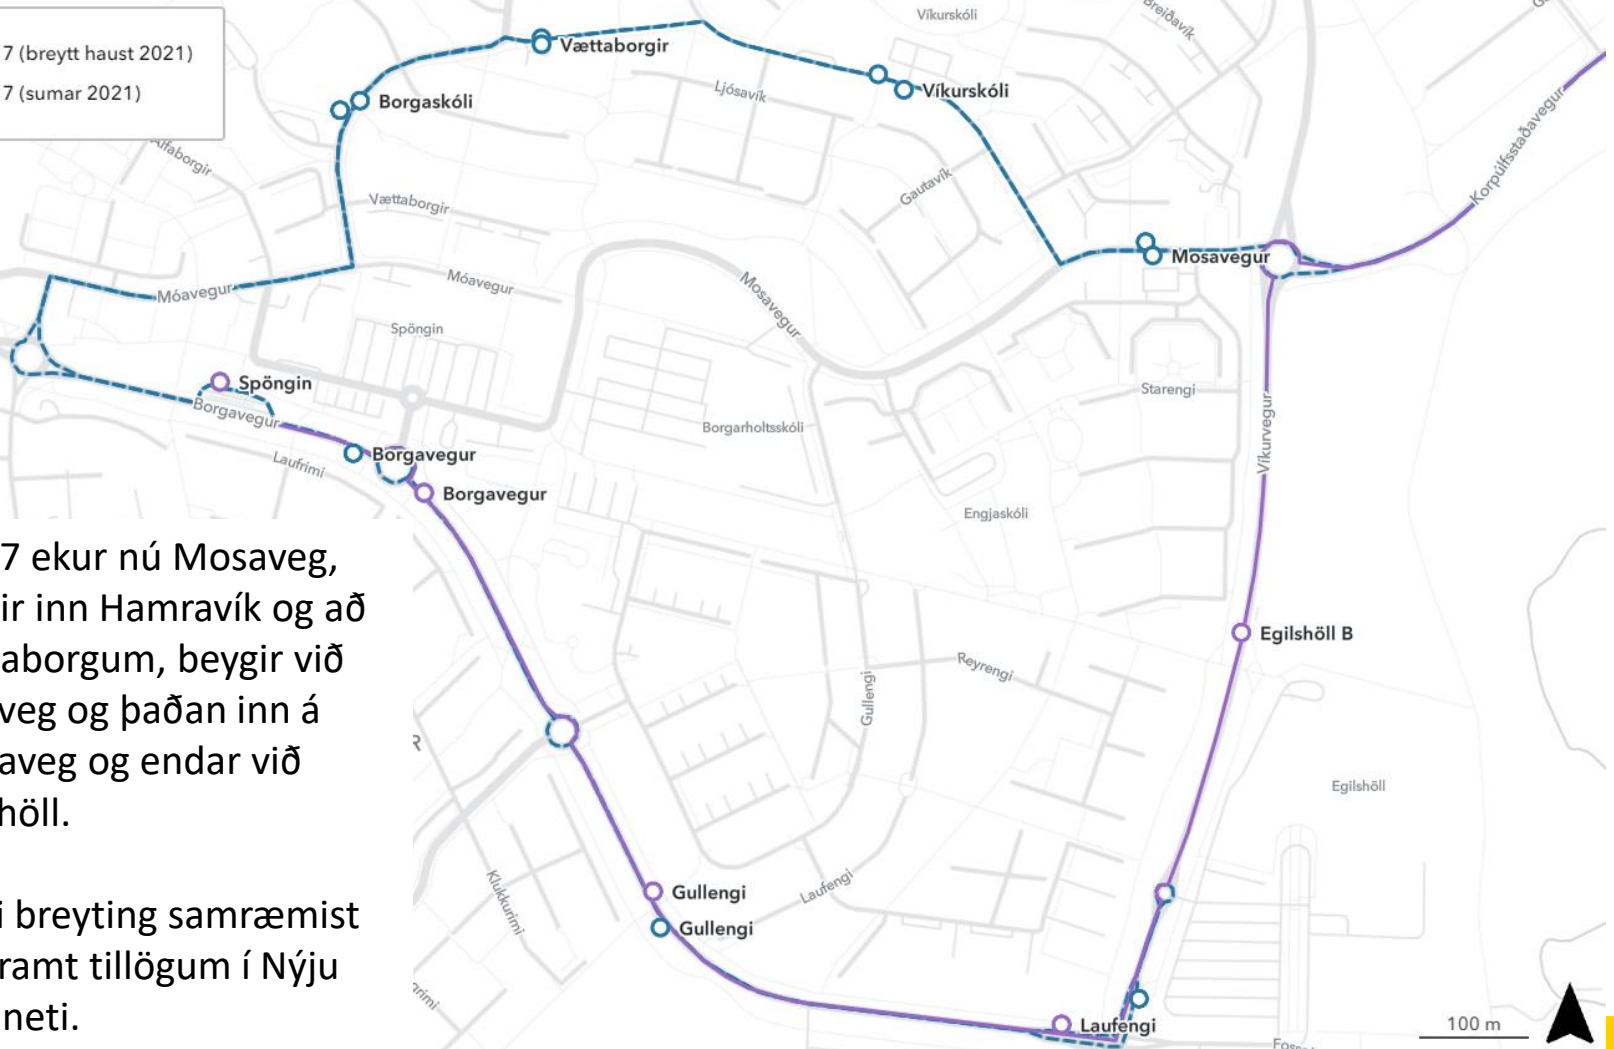 7 (breytt haust 2021)
7 (sumar 2021)
Víkurskóli
Breiðavík
Vættaborgir
Ljósavík
Víkurskóli
Borgaskóli
Álfaborgir
Korpúlfsstaðavegur
Vættaborgir
Gautavík
Mosavegur
Móavegur
Móavegur
Mosavegur
Spöngin
Spöngin
Starengi
Borgavegur
Borgarholtsskóli
Víkurvegur
Laufrimi
Borgavegur
Borgavegur
Engjaskóli
7 ekur nú Mosaveg,
ir inn Hamravík og að
aborgum, beygir við
veg og þaðan inn á
aveg og endar við
höll.
Egilshöll B
Reyrengi
Gullengi
R
Egilshöll
Klukkurimi
Gullengi
Laufengi
Gullengi
i breyting samræmist
ramt tillögum í Nýju
neti.
rimi
Laufengi
100 m